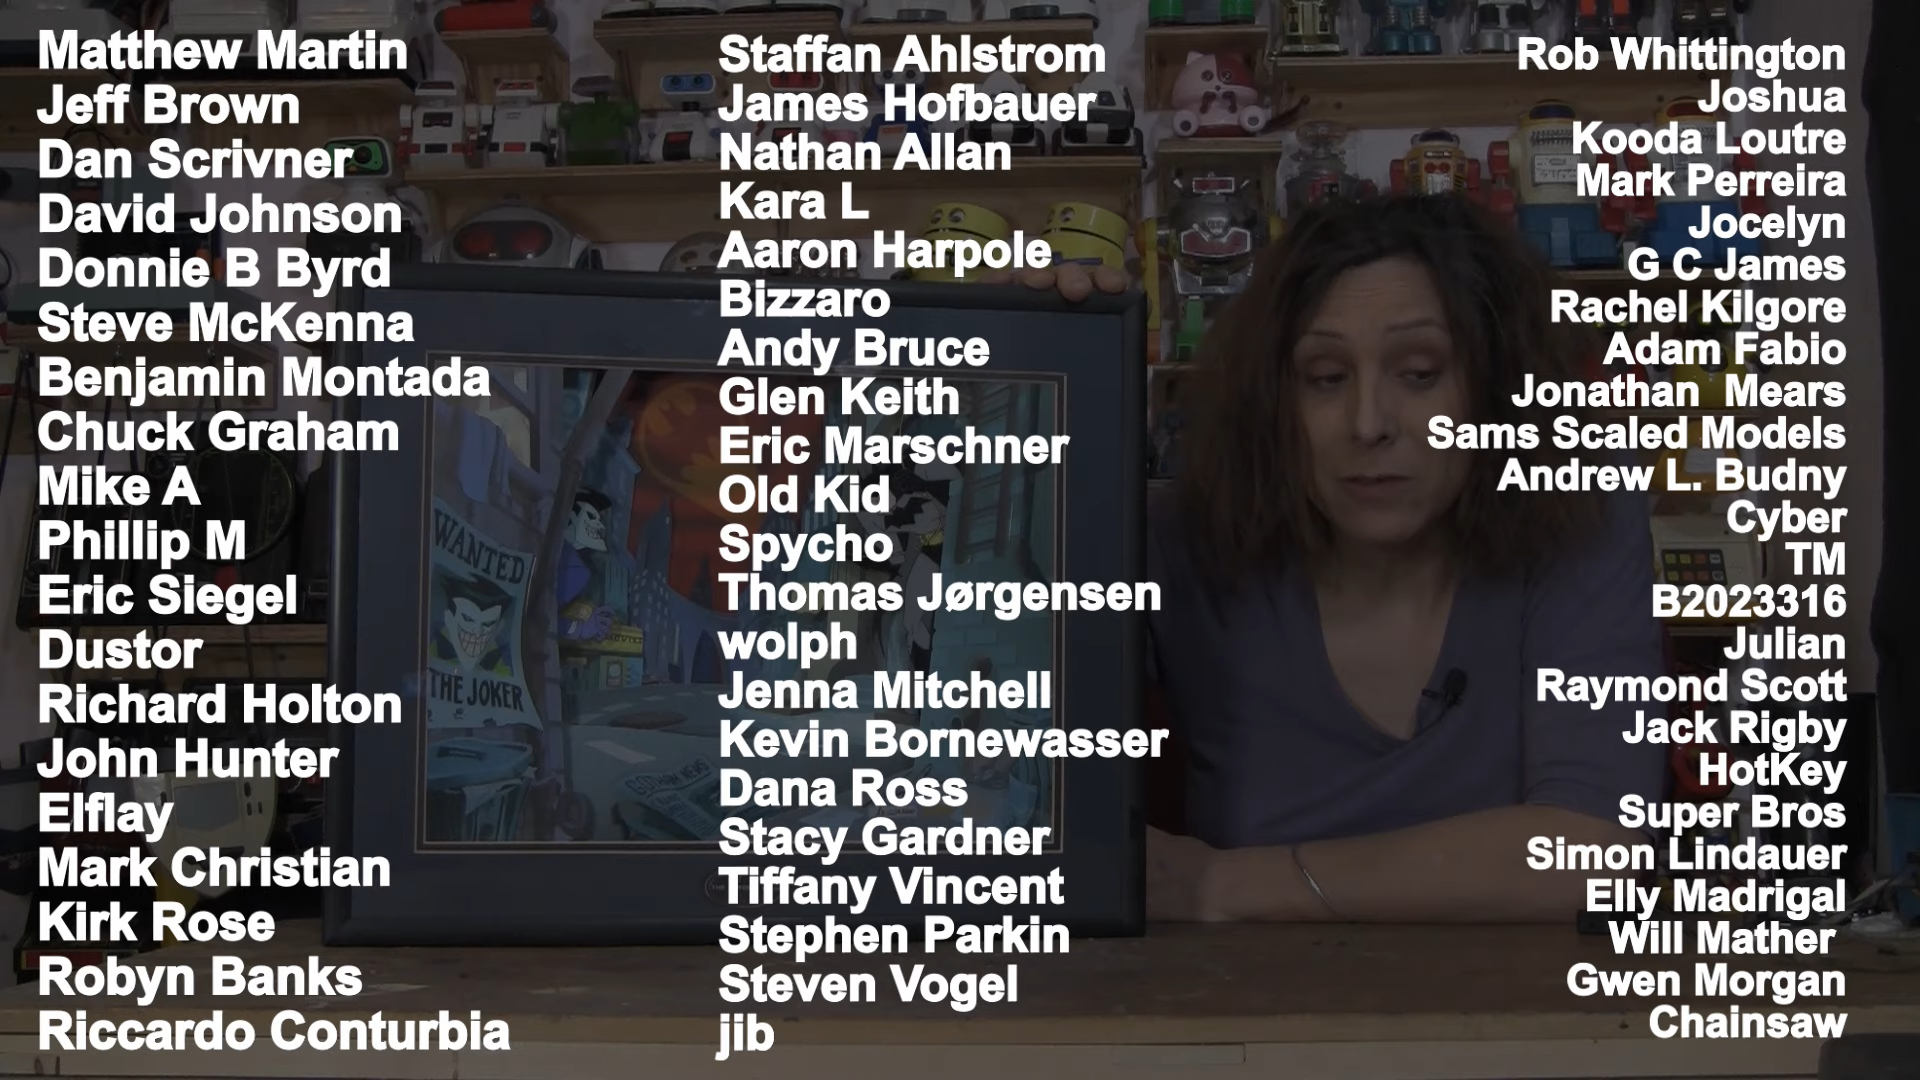 Matthew Martin
Jeff Brown
Dan Scrivner
David Johnson
Donnie B Byrd
Steve McKenna
Benjamin Montada
Chuck Graham
Mike A
Phillip M
Eric Siegel
Dustor
Richard Holton
John Hunter
Elflay
Mark Christian
Kirk Rose
Robyn Banks
Riccardo Conturbia
Staffan Ahlstrom
James Hofbauer
Nathan Allan
Kara L
Aaron Harpole
Bizzaro
Andy Bruce
Glen Keith
Eric Marschner
Old Kid
Spycho
Thomas Jørgensen
wolph
Jenna Mitchell
Kevin Bornewasser
Dana Ross
Stacy Gardner
Tiffany Vincent
Stephen Parkin
Steven Vogel
jib
Rob Whittington
Joshua
Kooda Loutre
Mark Perreira
Jocelyn
G C James
Rachel Kilgore
Adam Fabio
Jonathan  Mears
Sams Scaled Models
Andrew L. Budny
Cyber
TM
B2023316
Julian
Raymond Scott
Jack Rigby
HotKey
Super Bros
Simon Lindauer
Elly Madrigal
Will Mather
Gwen Morgan
Chainsaw
WANTED
THE JOKER
GOTHAM NEWS